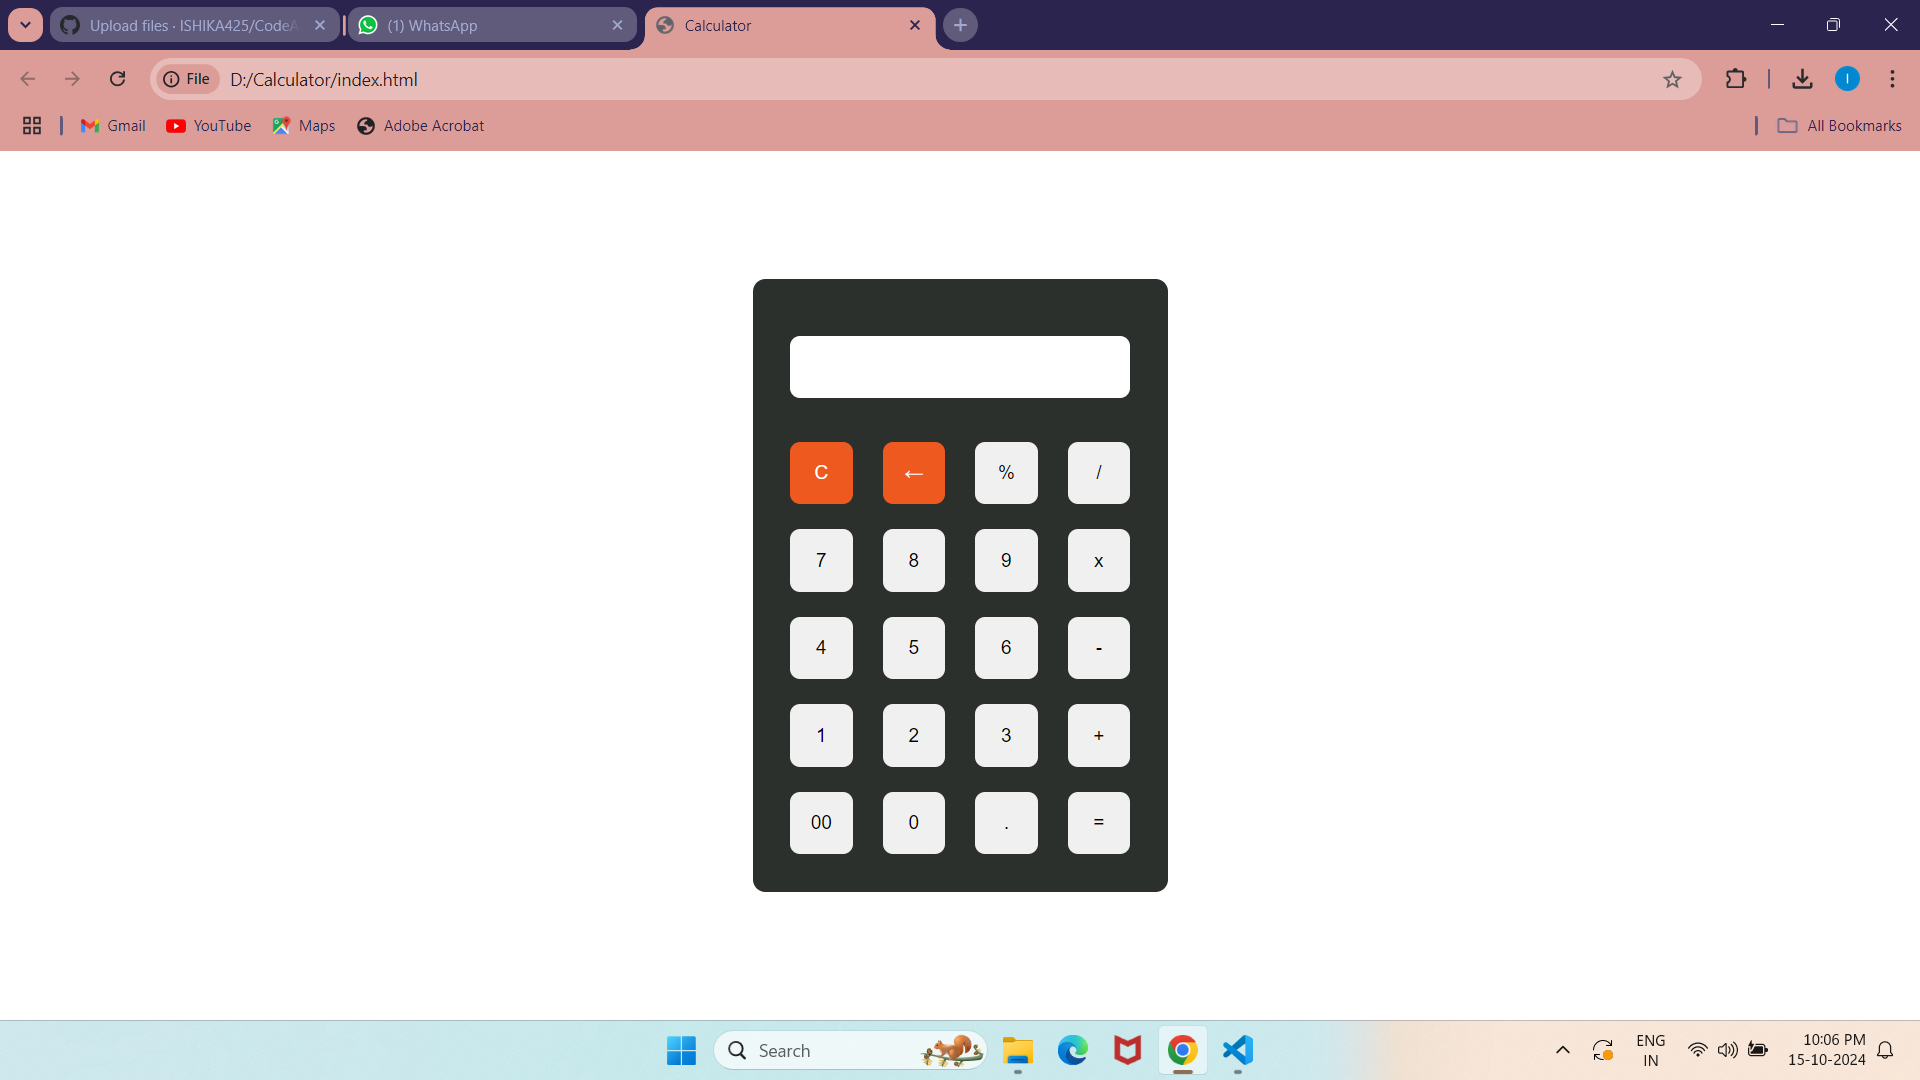 Upload files · ISHIKA425/CodeA
(1) WhatsApp
Calculator
File
D:/Calculator/index.html
I
Gmail
YouTube
Maps
Adobe Acrobat
All Bookmarks
C ← % /
7 8 9 x
4 5 6 -
1 2 3 +
00 0 . =
Search
ENG
IN
10:06 PM
15-10-2024